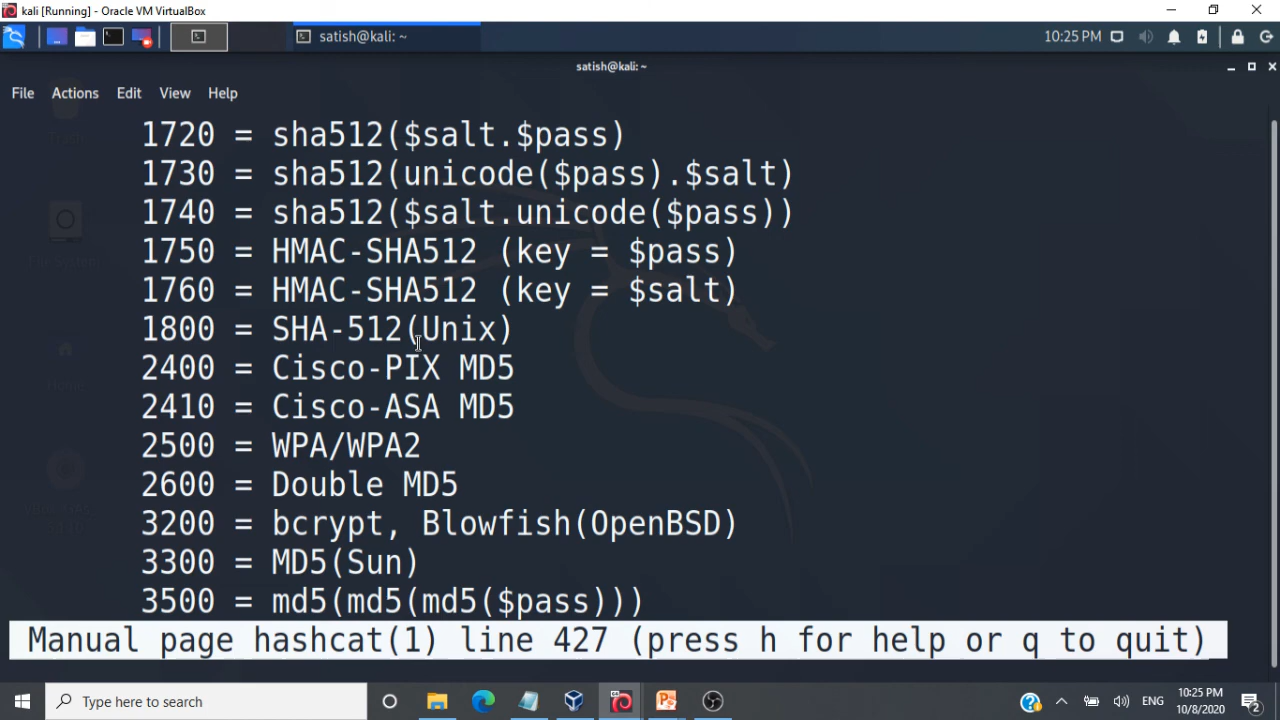 kali [Running] - Oracle VM VirtualBox
satish@kali: ~
10:25 PM
satish@kali: ~
File Actions Edit View Help
1720 = sha512($salt.$pass)
1730 = sha512(unicode($pass).$salt)
1740 = sha512($salt.unicode($pass))
1750 = HMAC-SHA512 (key = $pass)
1760 = HMAC-SHA512 (key = $salt)
1800 = SHA-512(Unix)
2400 = Cisco-PIX MD5
2410 = Cisco-ASA MD5
2500 = WPA/WPA2
2600 = Double MD5
3200 = bcrypt, Blowfish(OpenBSD)
3300 = MD5(Sun)
3500 = md5(md5(md5($pass)))
Manual page hashcat(1) line 427 (press h for help or q to quit)
Trash
Home
Type here to search
ENG
10:25 PM
10/8/2020
2